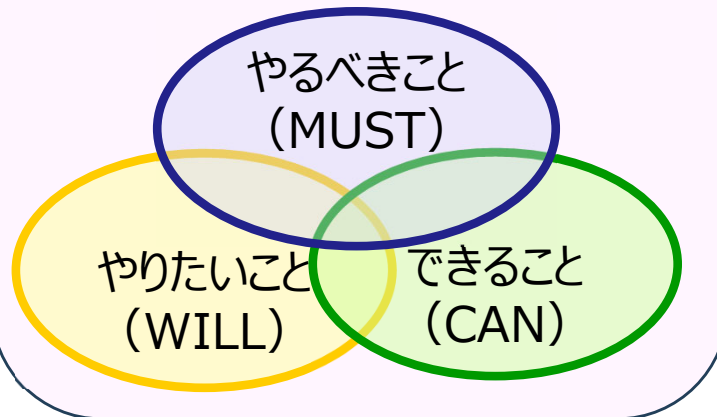 やるべきこと
（MUST）
やりたいこと
（WILL）
できること
（CAN）